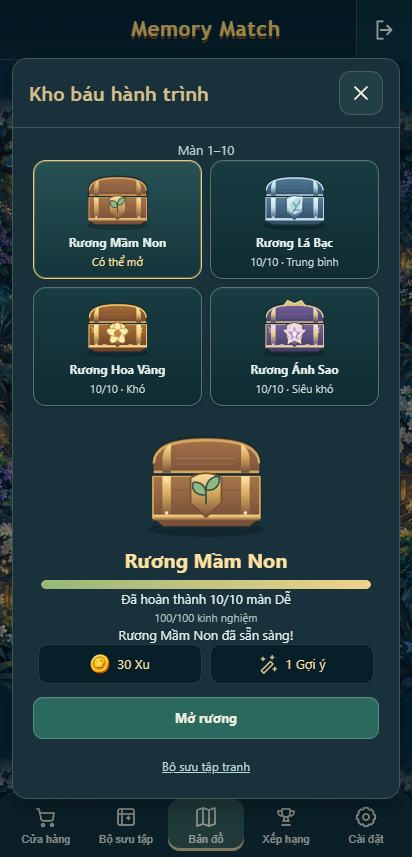 Memory Match
Kho báu hành trình
Màn 1–10
Rương Mầm Non
Có thể mở
Rương Lá Bạc
10/10 · Trung bình
Rương Hoa Vàng
10/10 · Khó
Rương Ánh Sao
10/10 · Siêu khó
Rương Mầm Non
Đã hoàn thành 10/10 màn Dễ
100/100 kinh nghiệm
Rương Mầm Non đã sẵn sàng!
30 Xu
1 Gợi ý
Mở rương
Bộ sưu tập tranh
Cửa hàng
Bộ sưu tập
Bản đồ
Xếp hạng
Cài đặt